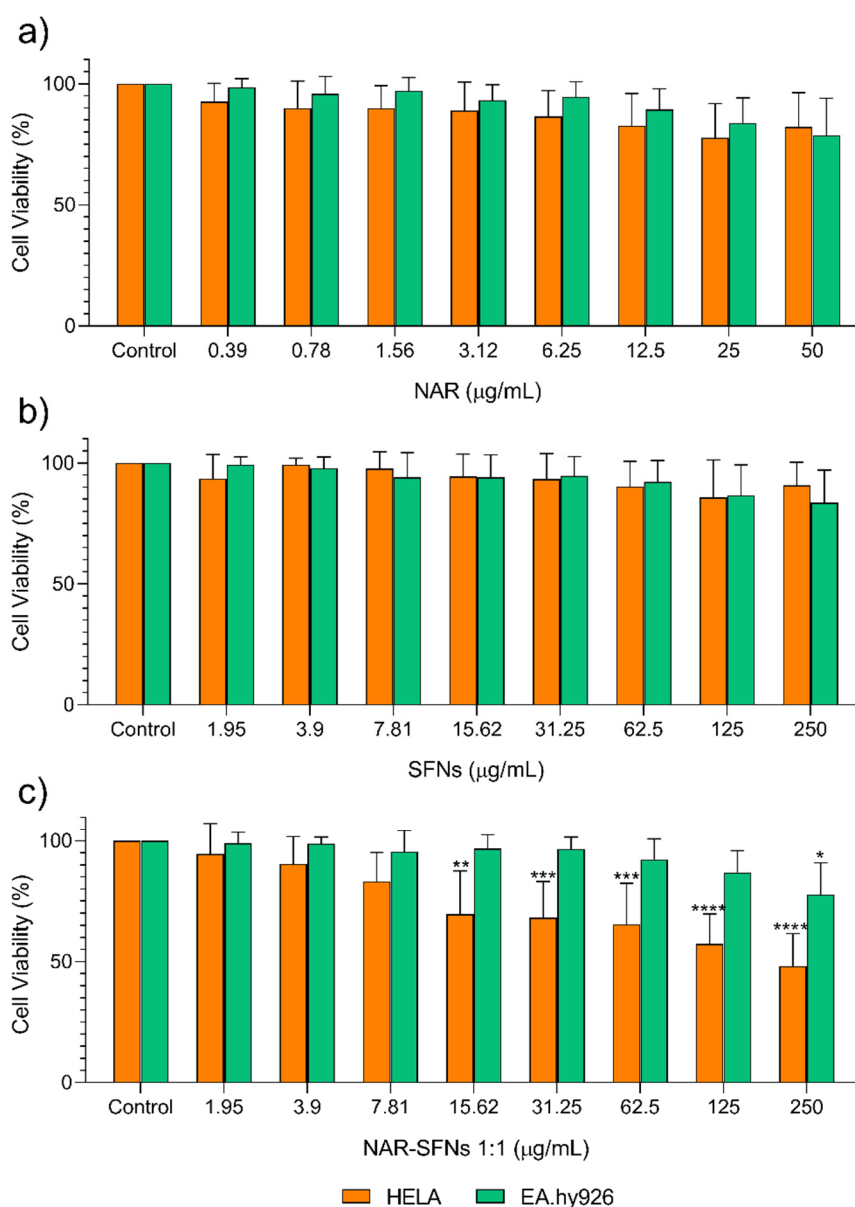 a)
Cell Viability (%)
100
50
0
Control 0.39 0.78 1.56 3.12 6.25 12.5 25 50
NAR (μg/mL)
b)
Cell Viability (%)
100
50
0
Control 1.95 3.9 7.81 15.62 31.25 62.5 125 250
SFNs (μg/mL)
c)
Cell Viability (%)
100
50
0
** *** *** **** **** *
Control 1.95 3.9 7.81 15.62 31.25 62.5 125 250
NAR-SFNs 1:1 (μg/mL)
HELA EA.hy926